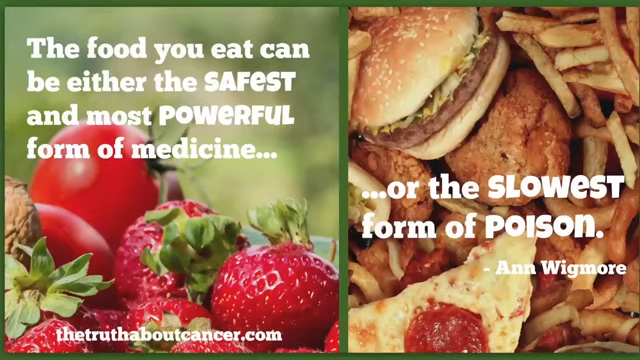 The food you eat can
be either the SAFEST
and most POWERFUL
form of medicine...
...or the SLOWEST
form of POISON.
- Ann Wigmore
thetruthaboutcancer.com